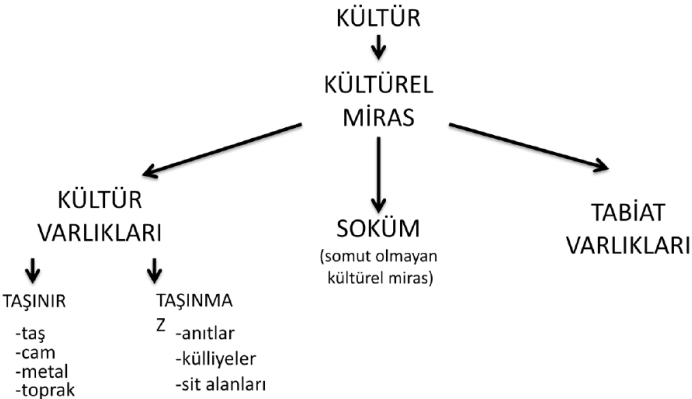 KÜLTÜR
KÜLTÜREL
MİRAS
KÜLTÜR
VARLIKLARI
SOKÜM
(somut olmayan
kültürel miras)
TABİAT
VARLIKLARI
TAŞINIR
-taş
-cam
-metal
-toprak
TAŞINMA
Z
-anıtlar
-külliyeler
-sit alanları